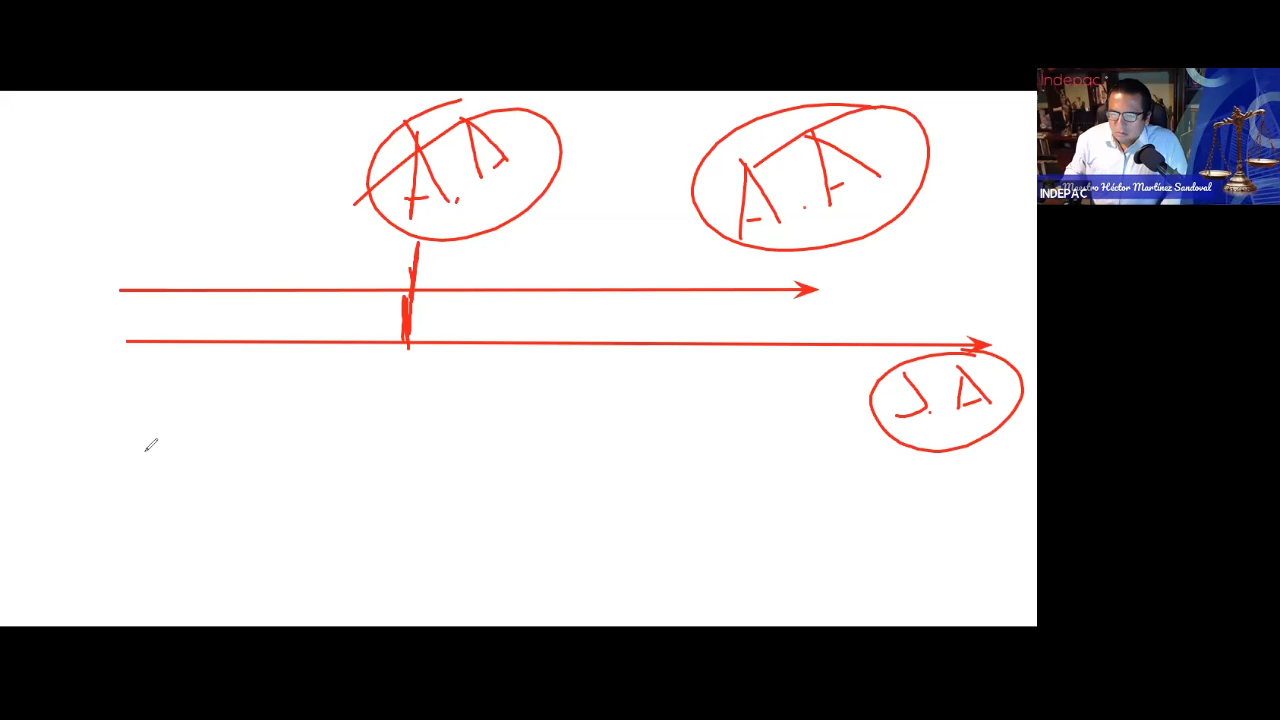 A.A
A.A
J.A
Indepac
Maestro Héctor Martínez Sandoval
INDEPAC